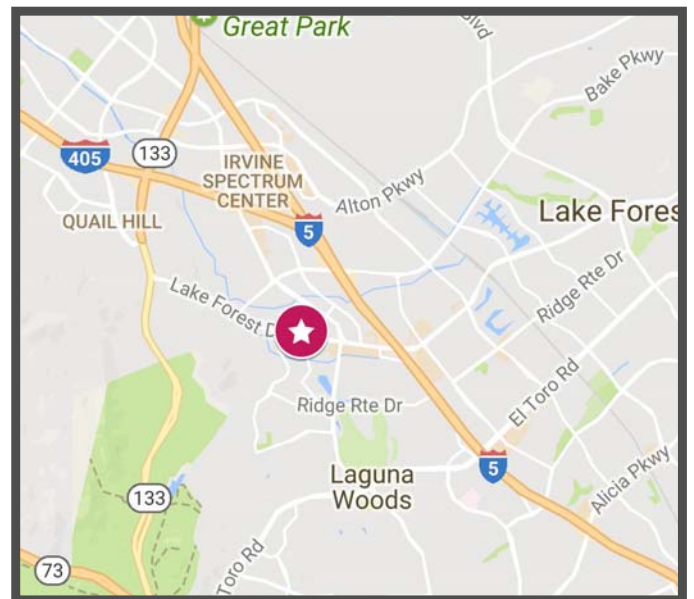 Great Park
Blvd
Bake Pkwy
405
133
IRVINE
SPECTRUM
CENTER
Alton Pkwy
QUAIL HILL
5
Lake Fores
Lake Forest D
Ridge Rte Dr
Ridge Rte Dr
El Toro Rd
Laguna
Woods
5
Alicia Pkwy
133
Toro Rd
73